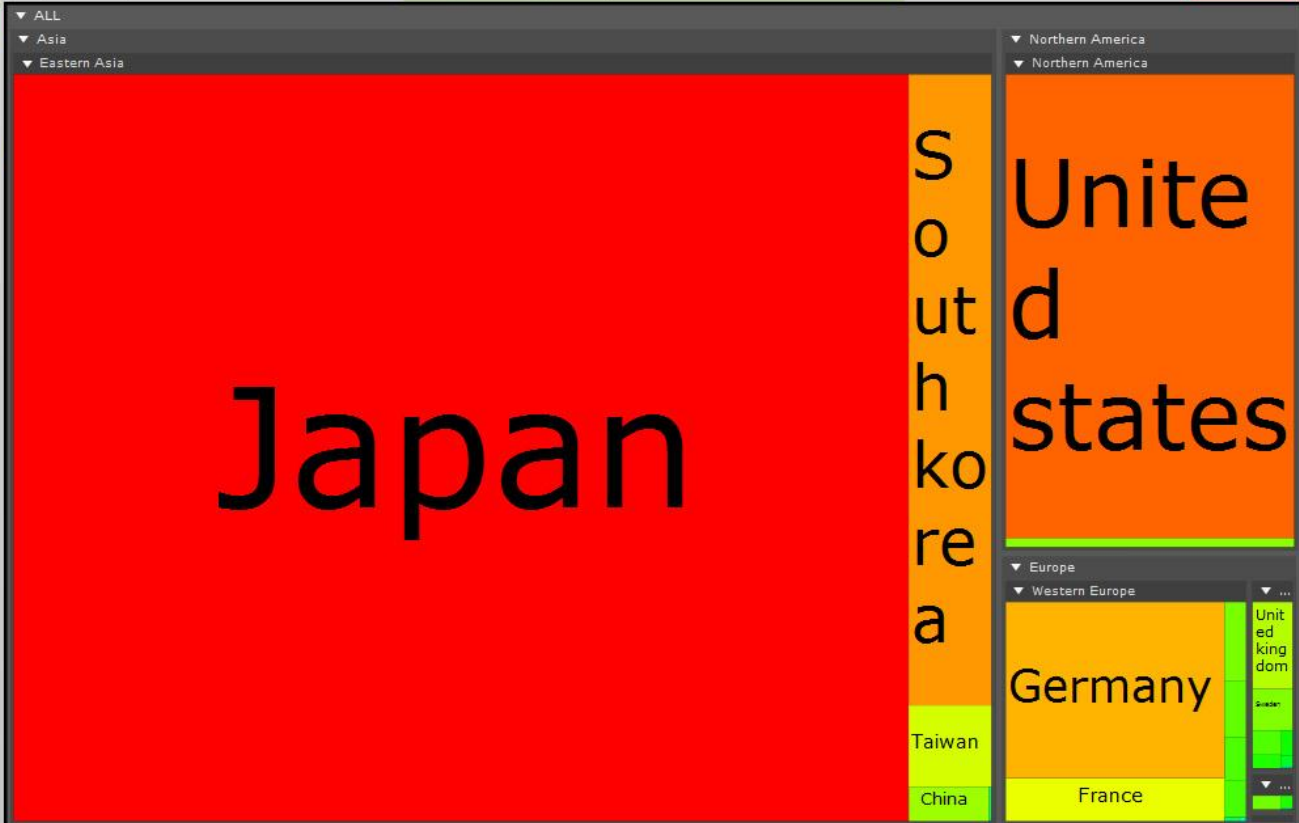 ALL
Asia
Eastern Asia
Japan
S
o
ut
h
ko
re
a
Taiwan
China
Northern America
Northern America
Unite
d
states
Europe
Western Europe
Germany
France
...
Unit
ed
king
dom
Sweden
...